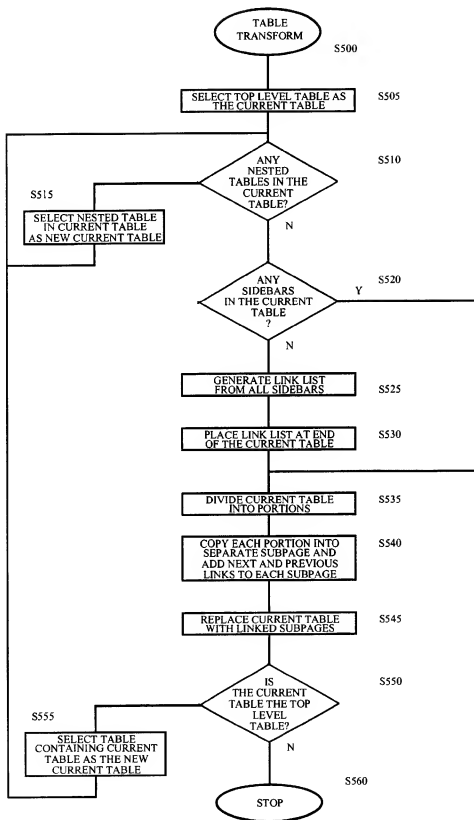 TABLE
TRANSFORM
S500
SELECT TOP LEVEL TABLE AS
THE CURRENT TABLE
S505
ANY
NESTED
TABLES IN THE
CURRENT
TABLE?
S510
N
S515
SELECT NESTED TABLE
IN CURRENT TABLE
AS NEW CURRENT TABLE
ANY
SIDEBARS
IN THE CURRENT
TABLE
?
S520
Y
N
GENERATE LINK LIST
FROM ALL SIDEBARS
S525
PLACE LINK LIST AT END
OF THE CURRENT TABLE
S530
DIVIDE CURRENT TABLE
INTO PORTIONS
S535
COPY EACH PORTION INTO
SEPARATE SUBPAGE AND
ADD NEXT AND PREVIOUS
LINKS TO EACH SUBPAGE
S540
REPLACE CURRENT TABLE
WITH LINKED SUBPAGES
S545
IS
THE CURRENT
TABLE THE TOP
LEVEL
TABLE?
S550
N
S555
SELECT TABLE
CONTAINING CURRENT
TABLE AS THE NEW
CURRENT TABLE
S560
STOP